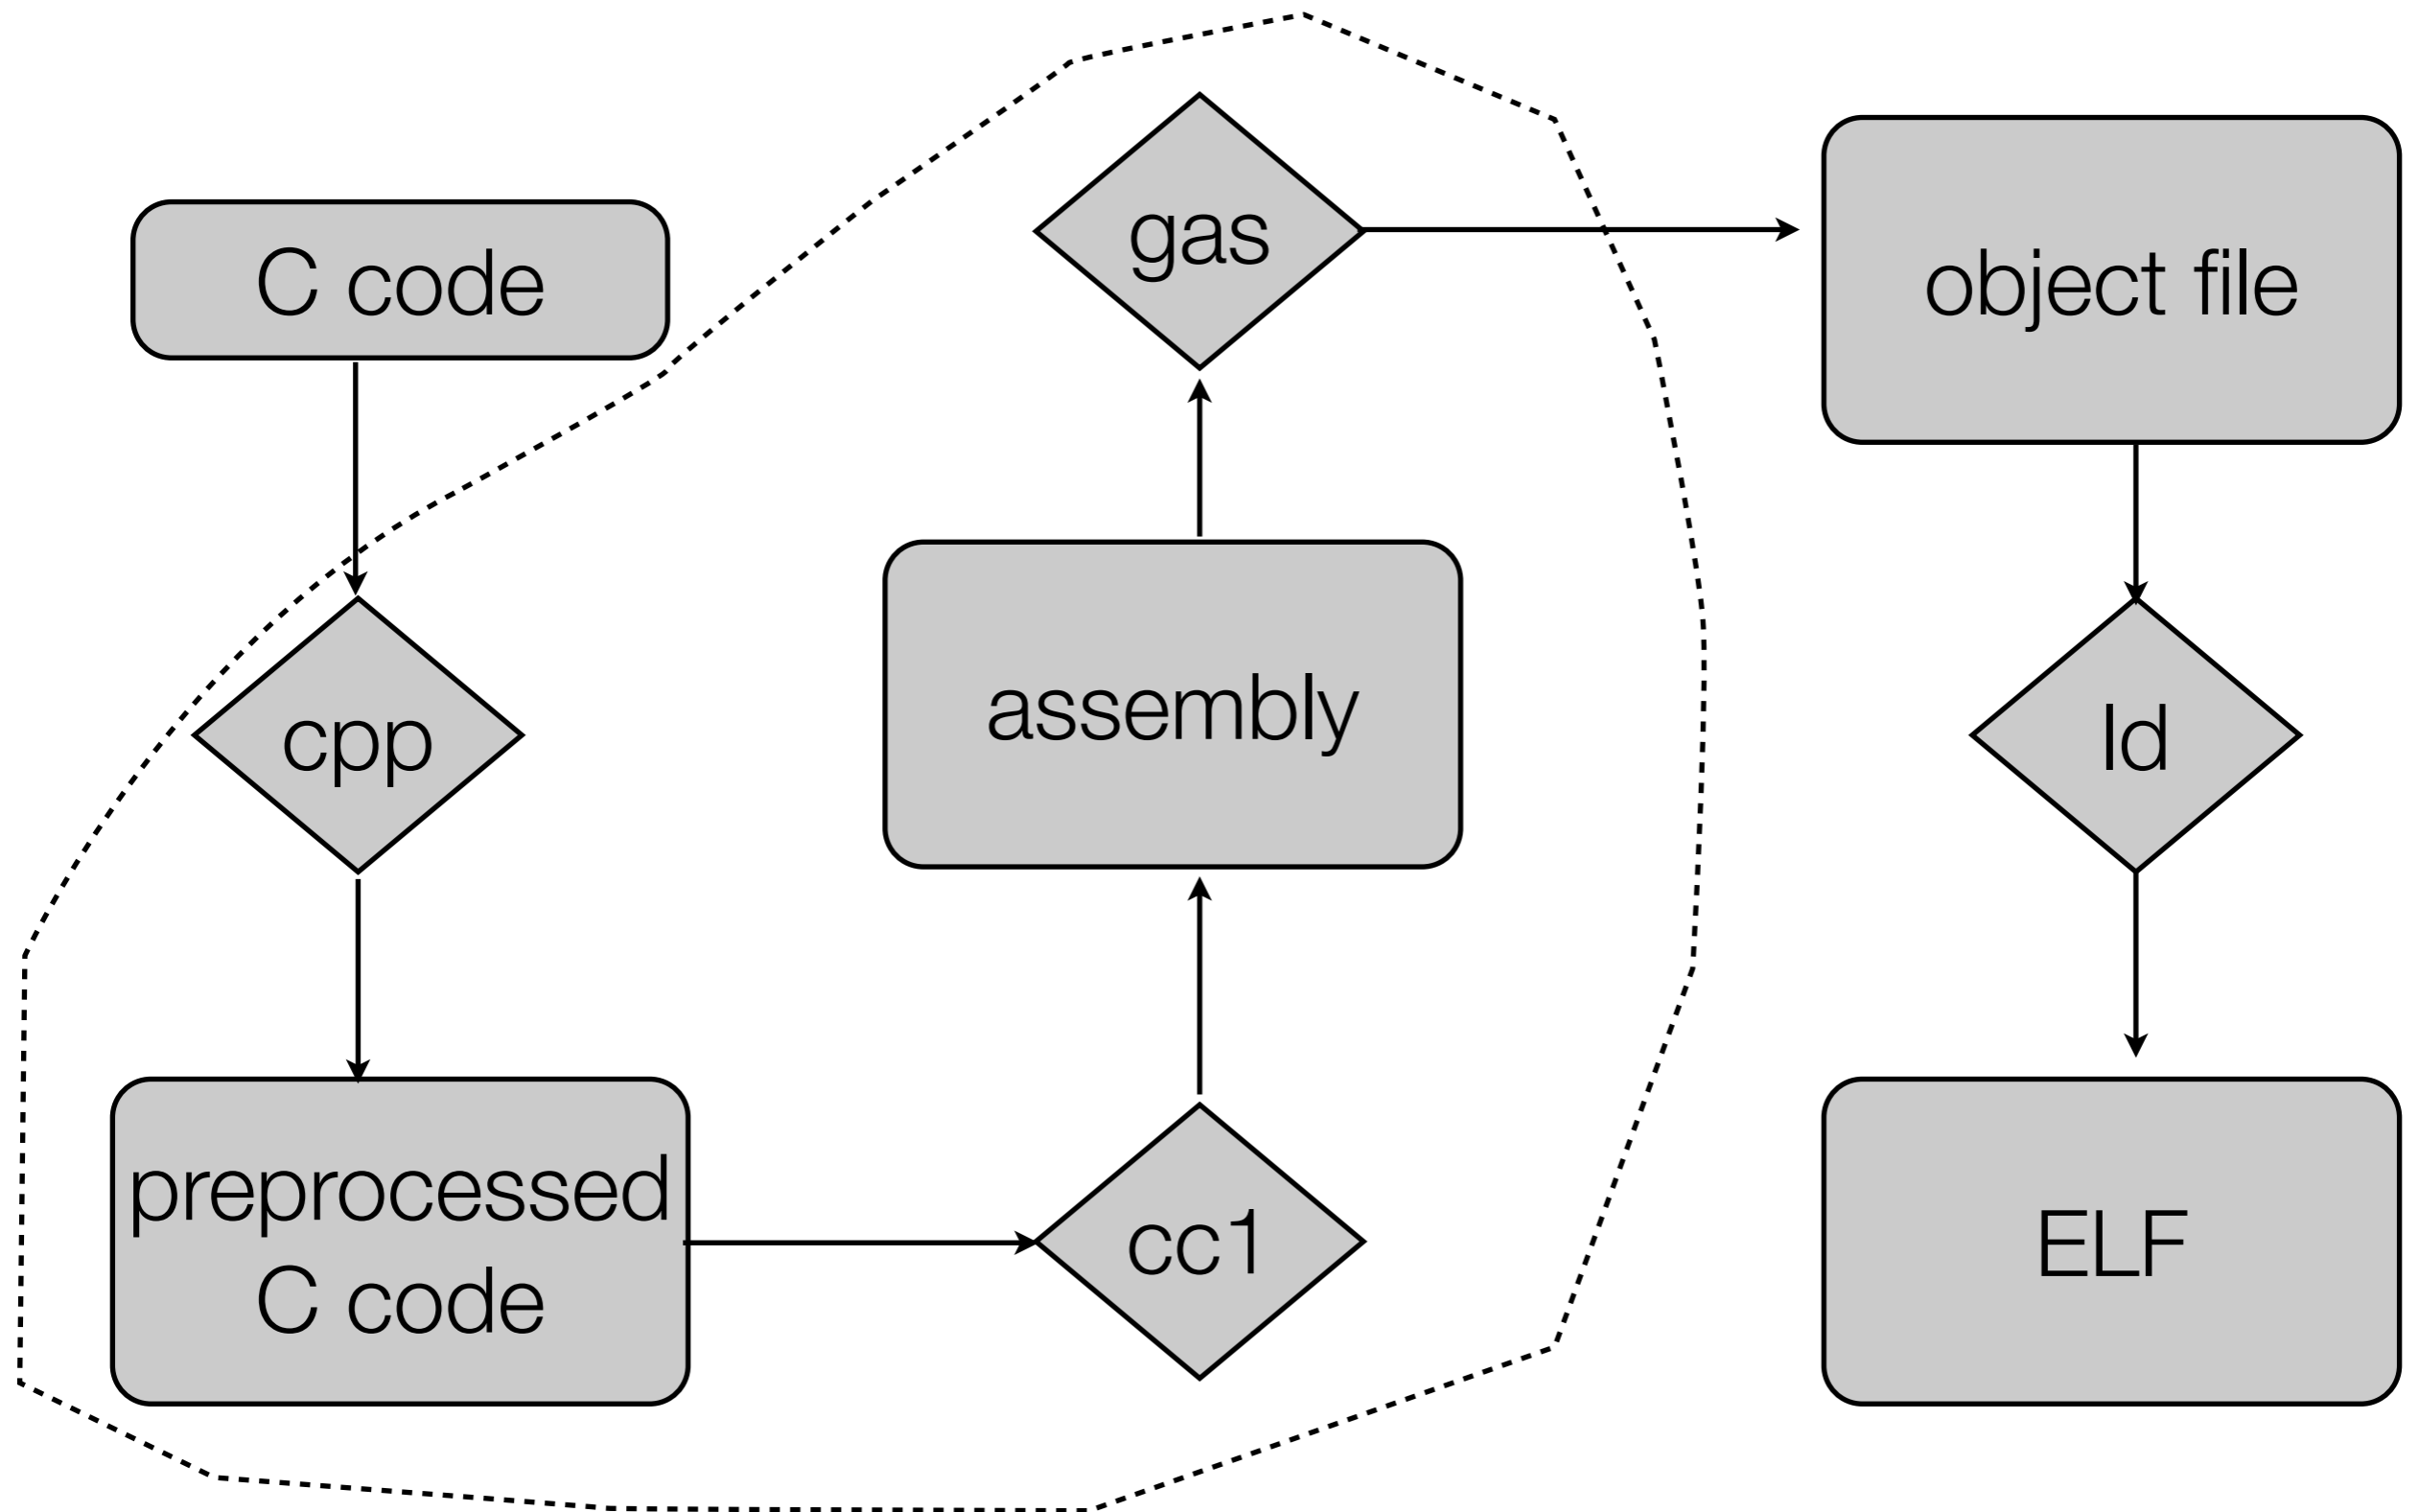 C code
cpp
preprocessed
C code
cc1
assembly
gas
object file
ld
ELF